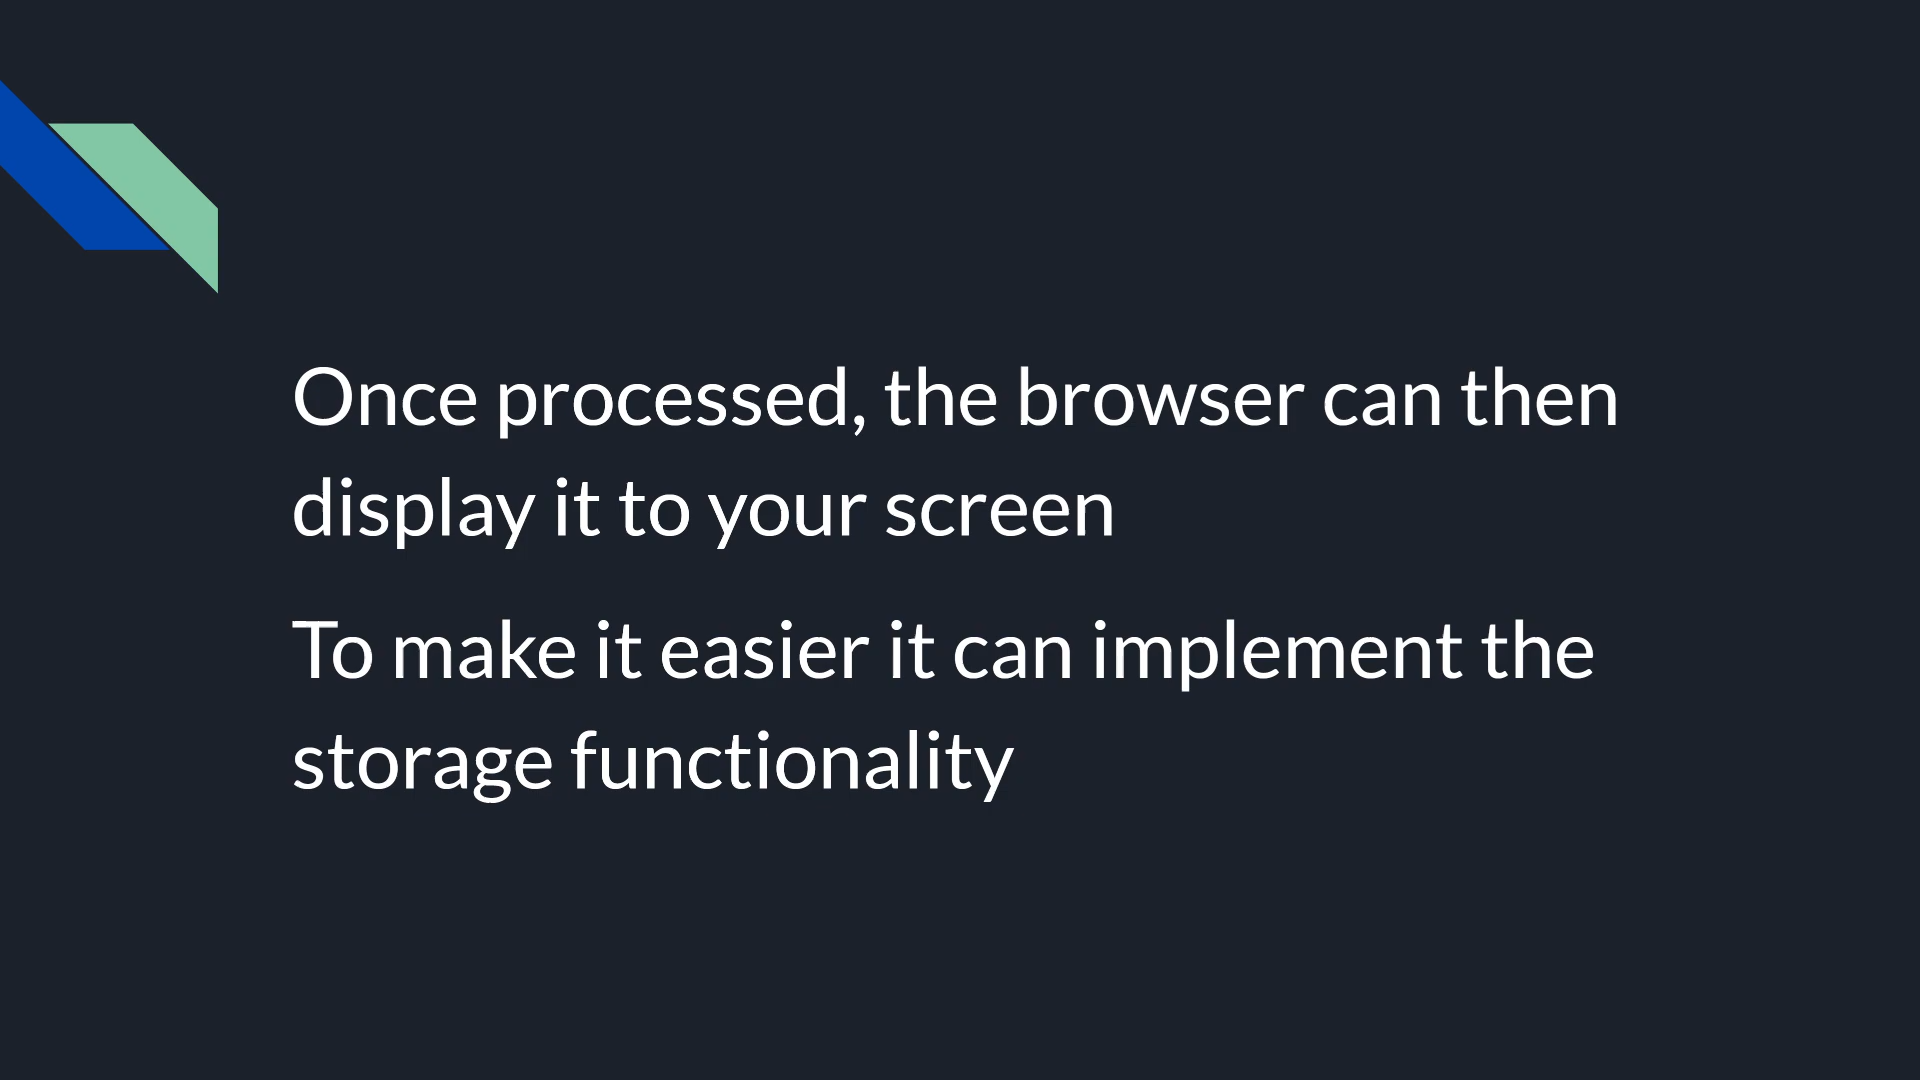 Once processed, the browser can then
display it to your screen
To make it easier it can implement the
storage functionality